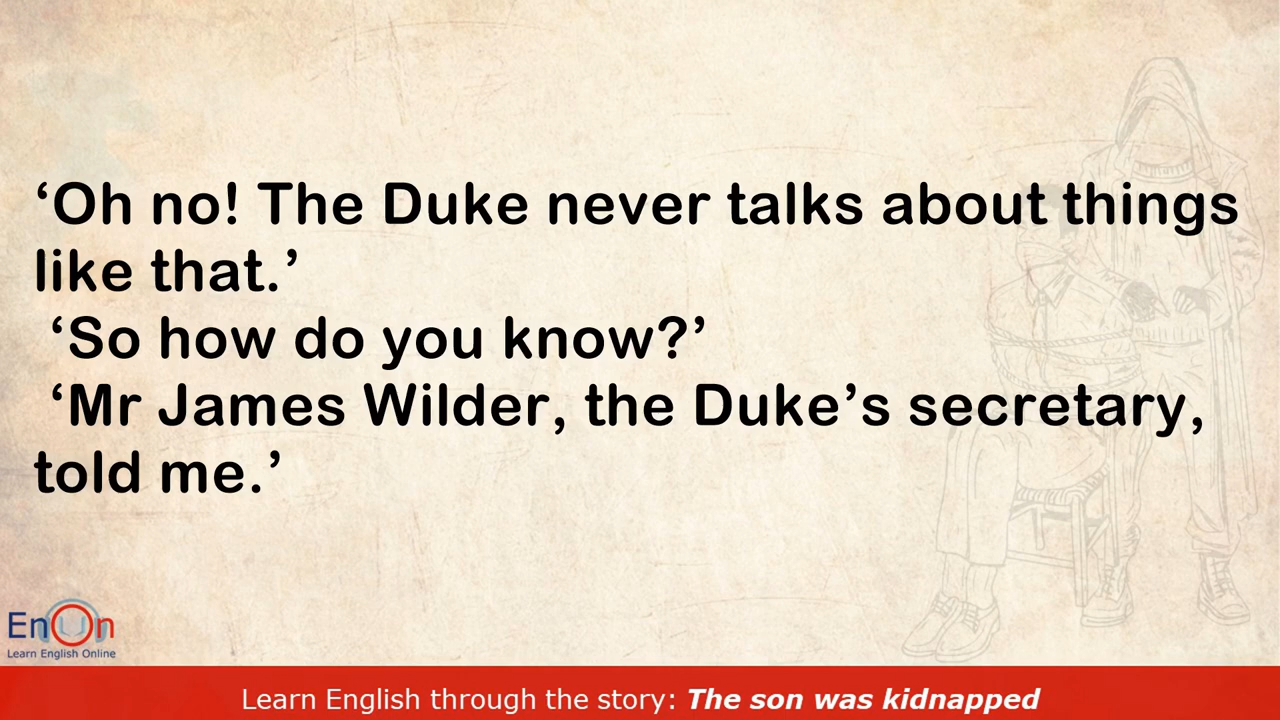 ‘Oh no! The Duke never talks about things
like that.’
‘So how do you know?’
‘Mr James Wilder, the Duke’s secretary,
told me.’
EnOn
Learn English Online
Learn English through the story: The son was kidnapped